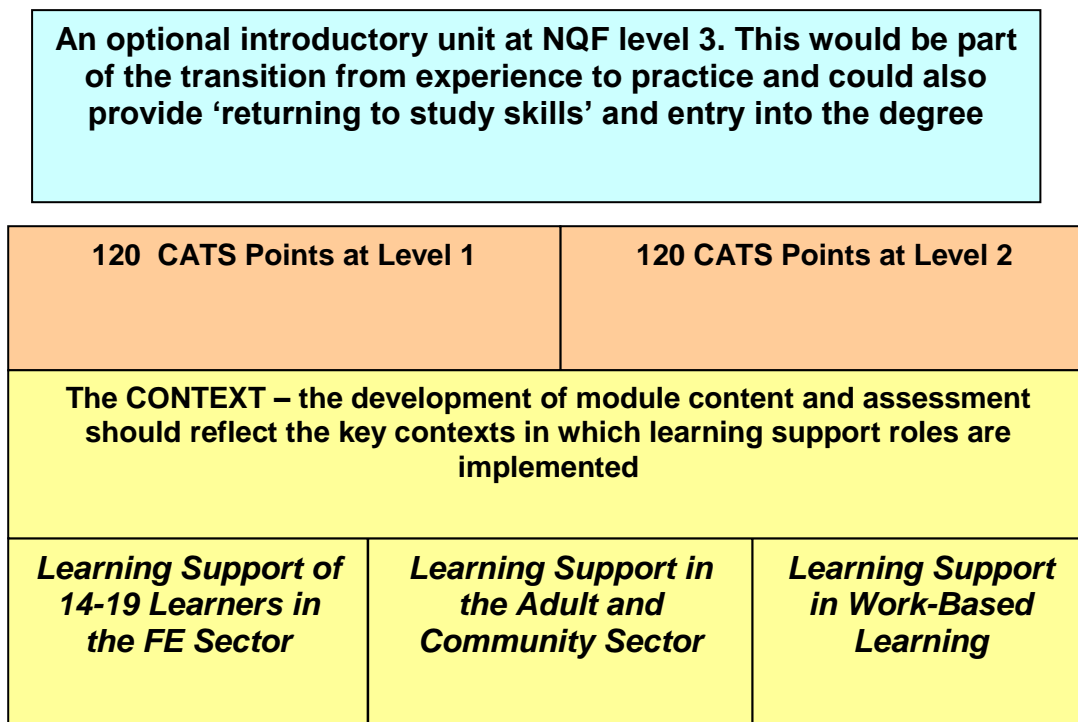 An optional introductory unit at NQF level 3. This would be part
of the transition from experience to practice and could also
provide ‘returning to study skills’ and entry into the degree
120 CATS Points at Level 1
120 CATS Points at Level 2
The CONTEXT – the development of module content and assessment
should reflect the key contexts in which learning support roles are
implemented
Learning Support of
14-19 Learners in
the FE Sector
Learning Support in
the Adult and
Community Sector
Learning Support
in Work-Based
Learning